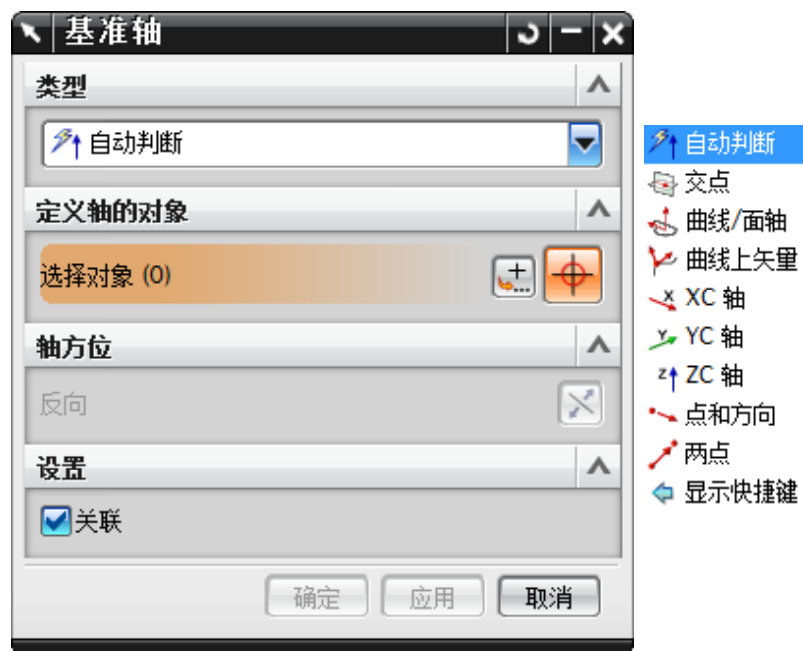 基准轴
类型
自动判断
定义轴的对象
选择对象 (0)
轴方位
反向
设置
关联
确定 应用 取消
自动判断
交点
曲线/面轴
曲线上矢量
XC 轴
YC 轴
ZC 轴
点和方向
两点
显示快捷键